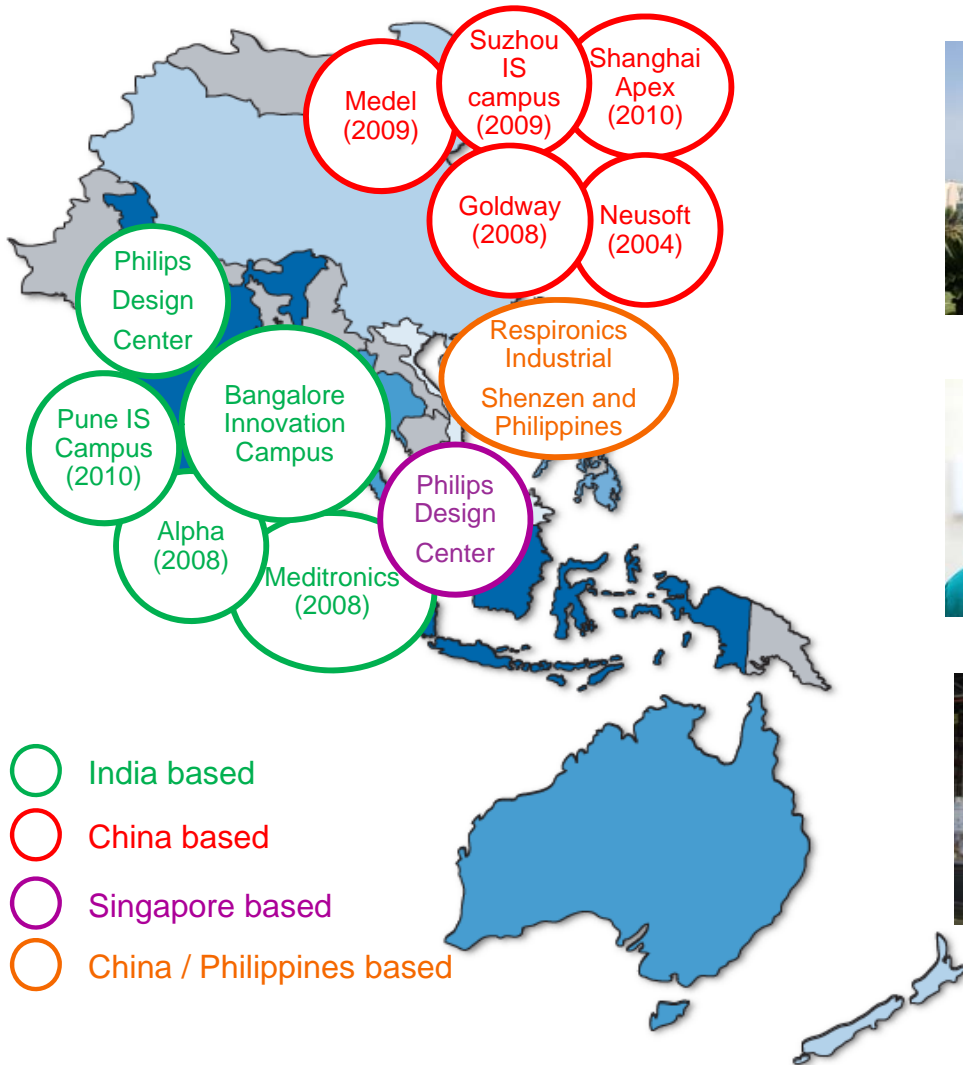 Suzhou
IS
campus
(2009)
Shanghai
Apex
(2010)
Medel
(2009)
Goldway
(2008)
Neusoft
(2004)
Philips
Design
Center
Respironics
Industrial
Shenzen and
Philippines
Bangalore
Innovation
Campus
Pune IS
Campus
(2010)
Philips
Design
Center
Alpha
(2008)
Meditronics
(2008)
India based
China based
Singapore based
China / Philippines based